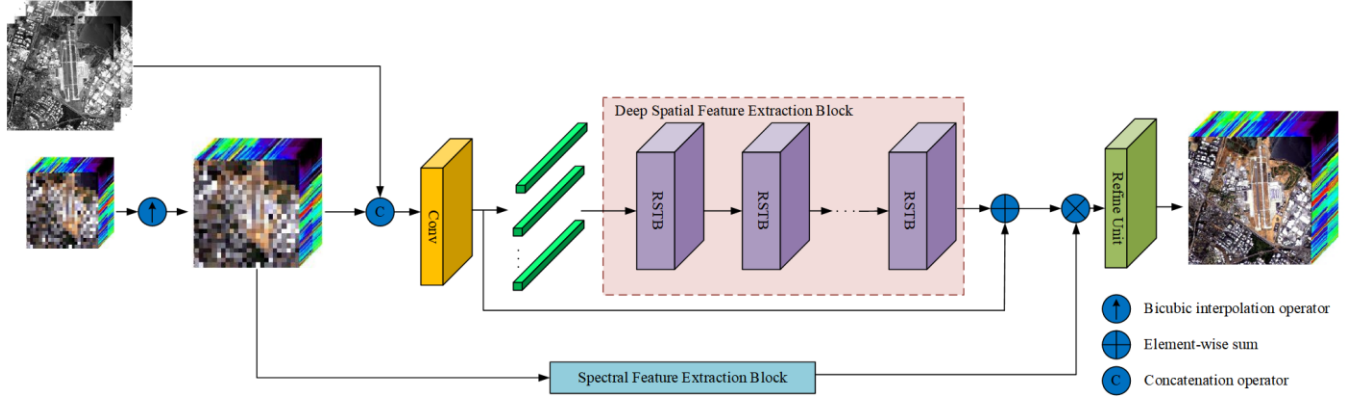 Deep Spatial Feature Extraction Block
C
Conv
RSTB
RSTB
RSTB
Refine Unit
Bicubic interpolation operator
Element-wise sum
C
Concatenation operator
Spectral Feature Extraction Block